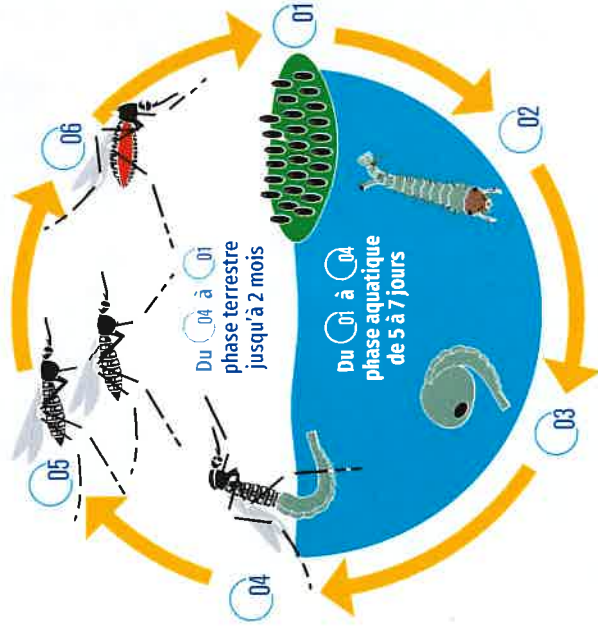 01
02
03
04
05
06
Du 04 à 01
phase terrestre
jusqu'à 2 mois
Du 01 à 04
phase aquatique
de 5 à 7 jours